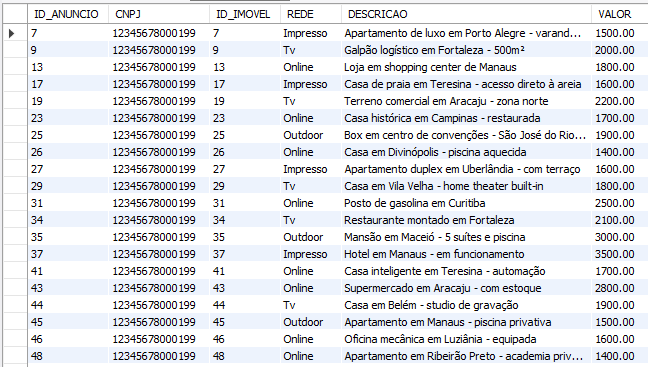 ID_ANUNCIO CNPJ ID_IMOVEL REDE DESCRICAO VALOR
7 12345678000199 7 Impresso Apartamento de luxo em Porto Alegre - varand... 1500.00
9 12345678000199 9 Tv Galpão logístico em Fortaleza - 500m² 2000.00
13 12345678000199 13 Online Loja em shopping center de Manaus 1800.00
17 12345678000199 17 Impresso Casa de praia em Teresina - acesso direto à areia 1600.00
19 12345678000199 19 Tv Terreno comercial em Aracaju - zona norte 2200.00
23 12345678000199 23 Online Casa histórica em Campinas - restaurada 1700.00
25 12345678000199 25 Outdoor Box em centro de convenções - São José do Rio... 1900.00
26 12345678000199 26 Online Casa em Divinópolis - piscina aquecida 1400.00
27 12345678000199 27 Impresso Apartamento duplex em Uberlândia - com terraço 1600.00
29 12345678000199 29 Tv Casa em Vila Velha - home theater built-in 1800.00
31 12345678000199 31 Online Posto de gasolina em Curitiba 2500.00
34 12345678000199 34 Tv Restaurante montado em Fortaleza 2100.00
35 12345678000199 35 Outdoor Mansão em Maceió - 5 suítes e piscina 3000.00
37 12345678000199 37 Impresso Hotel em Manaus - em funcionamento 3500.00
41 12345678000199 41 Online Casa inteligente em Teresina - automação 1700.00
43 12345678000199 43 Online Supermercado em Aracaju - com estoque 2800.00
44 12345678000199 44 Tv Casa em Belém - studio de gravação 1900.00
45 12345678000199 45 Outdoor Apartamento em Manaus - piscina privativa 1500.00
46 12345678000199 46 Online Oficina mecânica em Luziânia - equipada 1600.00
48 12345678000199 48 Online Apartamento em Ribeirão Preto - academia priv... 1400.00